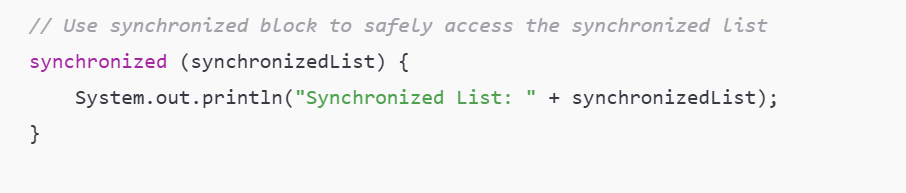 // Use synchronized block to safely access the synchronized list
synchronized (synchronizedList) {
    System.out.println("Synchronized List: " + synchronizedList);
}